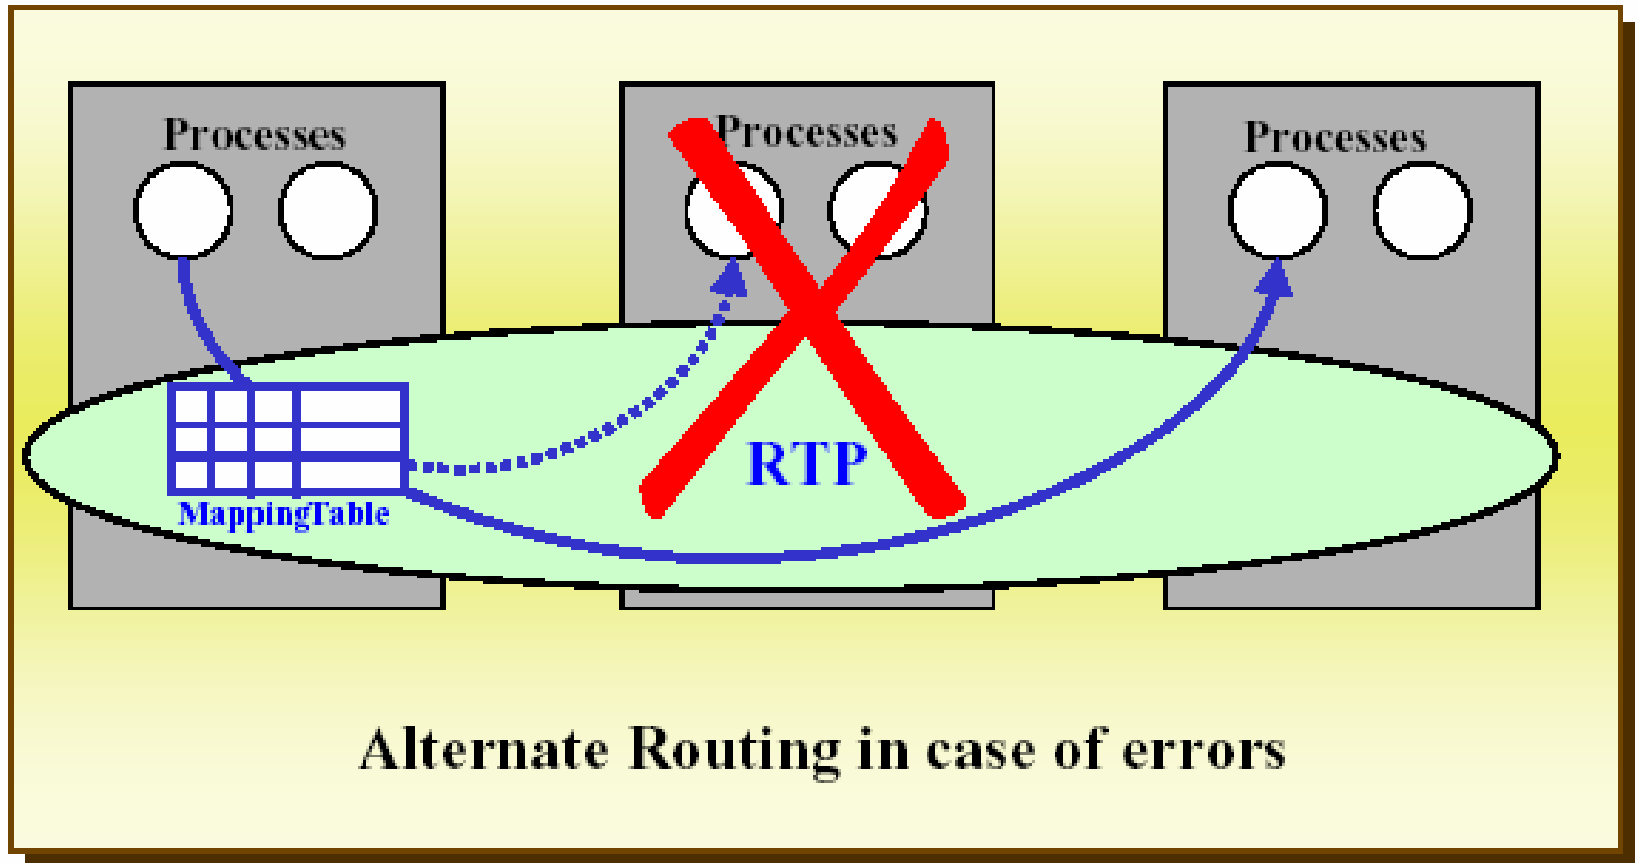 Processes
Processes
Processes
RTP
MappingTable
Alternate Routing in case of errors